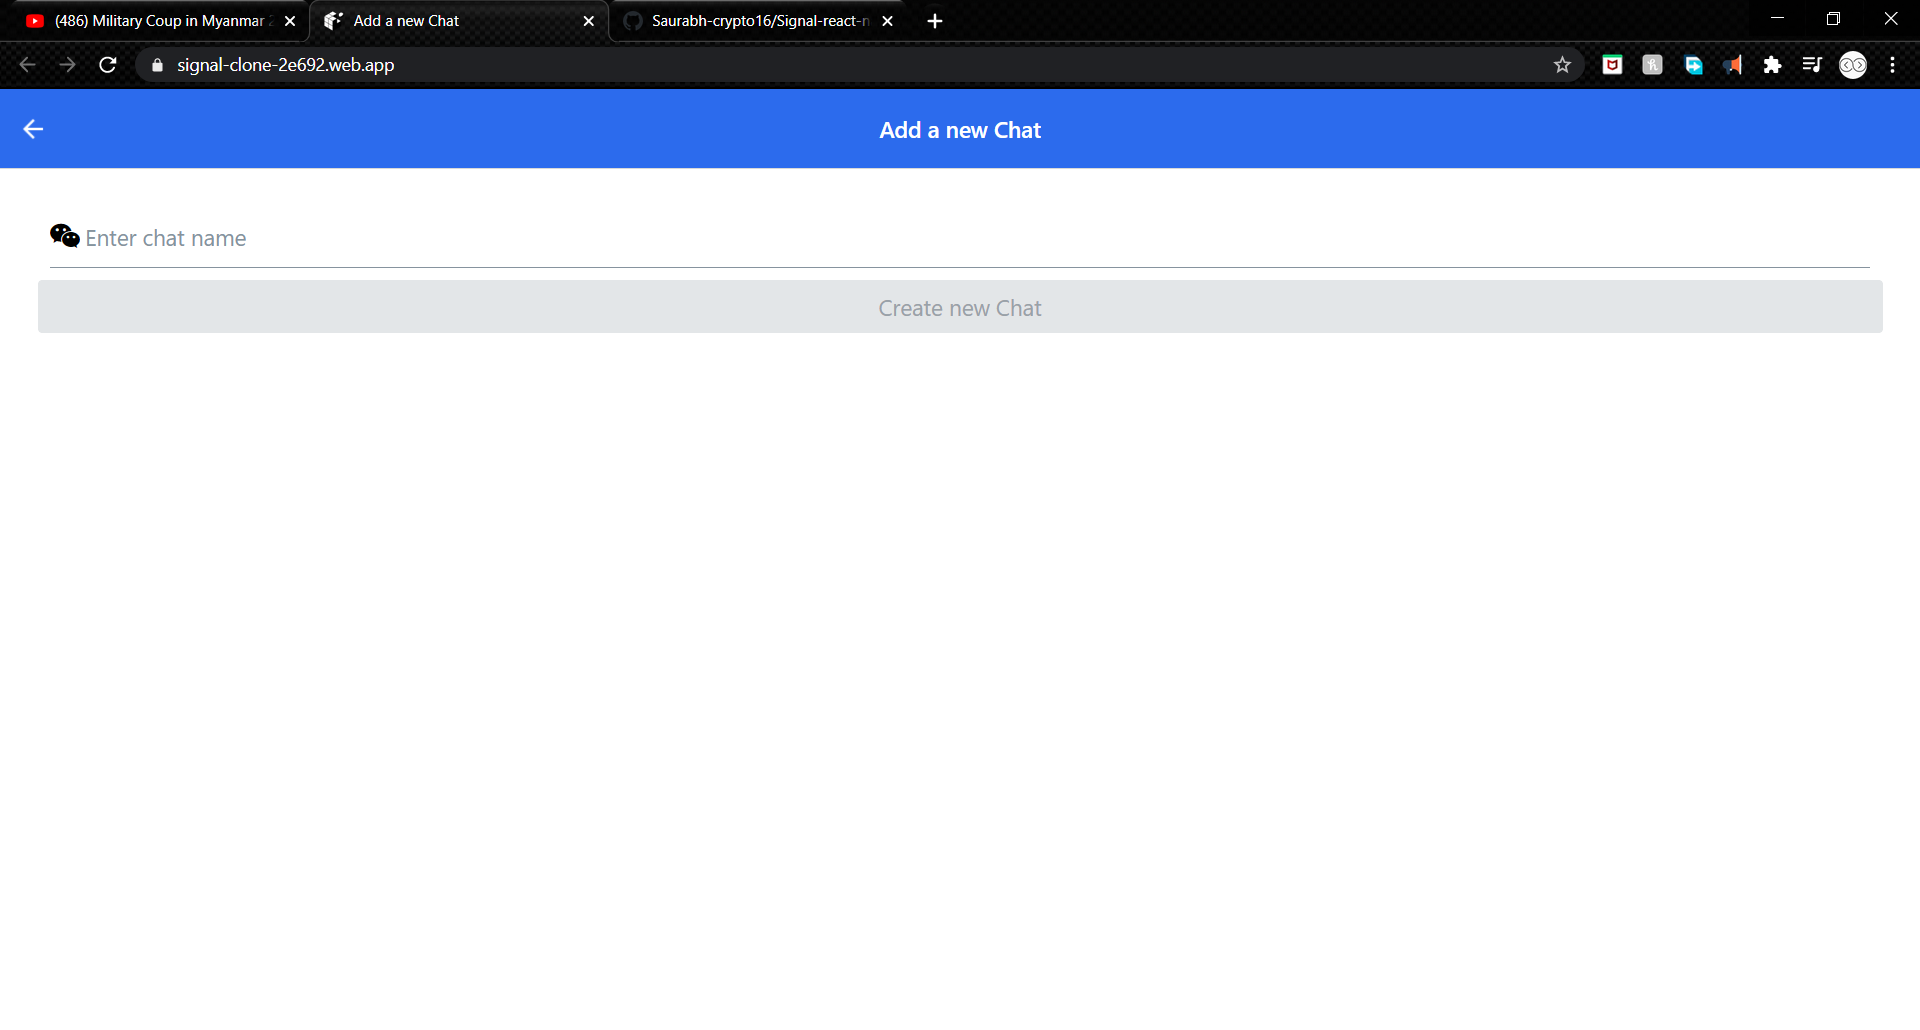 (486) Military Coup in Myanmar
Add a new Chat
Saurabh-crypto16/Signal-react-n
signal-clone-2e692.web.app
Add a new Chat
Enter chat name
Create new Chat